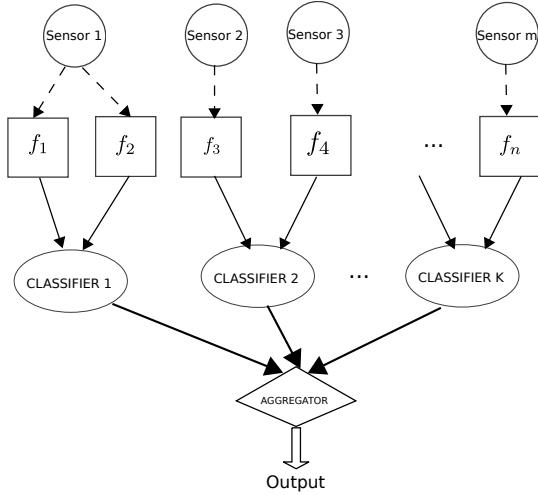 Sensor 1
Sensor 2
Sensor 3
Sensor m
f1
f2
f3
f4
...
fn
CLASSIFIER 1
CLASSIFIER 2
...
CLASSIFIER K
AGGREGATOR
Output